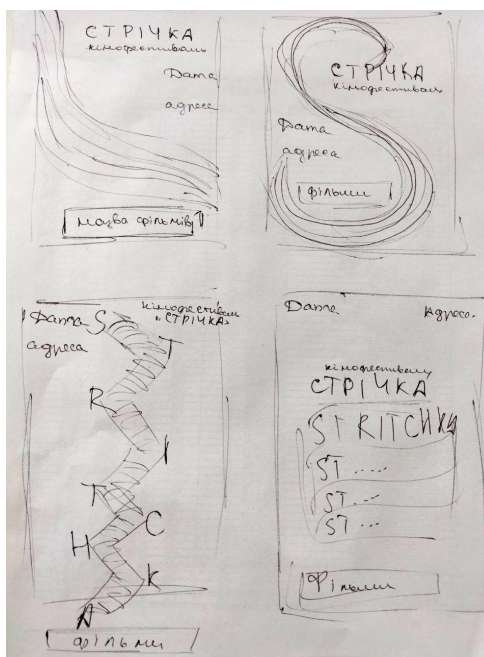 СТРІЧКА
кінофестиваль
Дата
адреса
назва фільмів
СТРІЧКА
кінофестиваль
Дата
адреса
фільми
Дата
адреса
кінофестиваль
"СТРІЧКА"
S
T
R
I
T
C
H
K
A
фільми
Дата
Адреса
кінофестиваль
СТРІЧКА
STRITCHKA
ST ....
ST ...
ST ...
Фільми